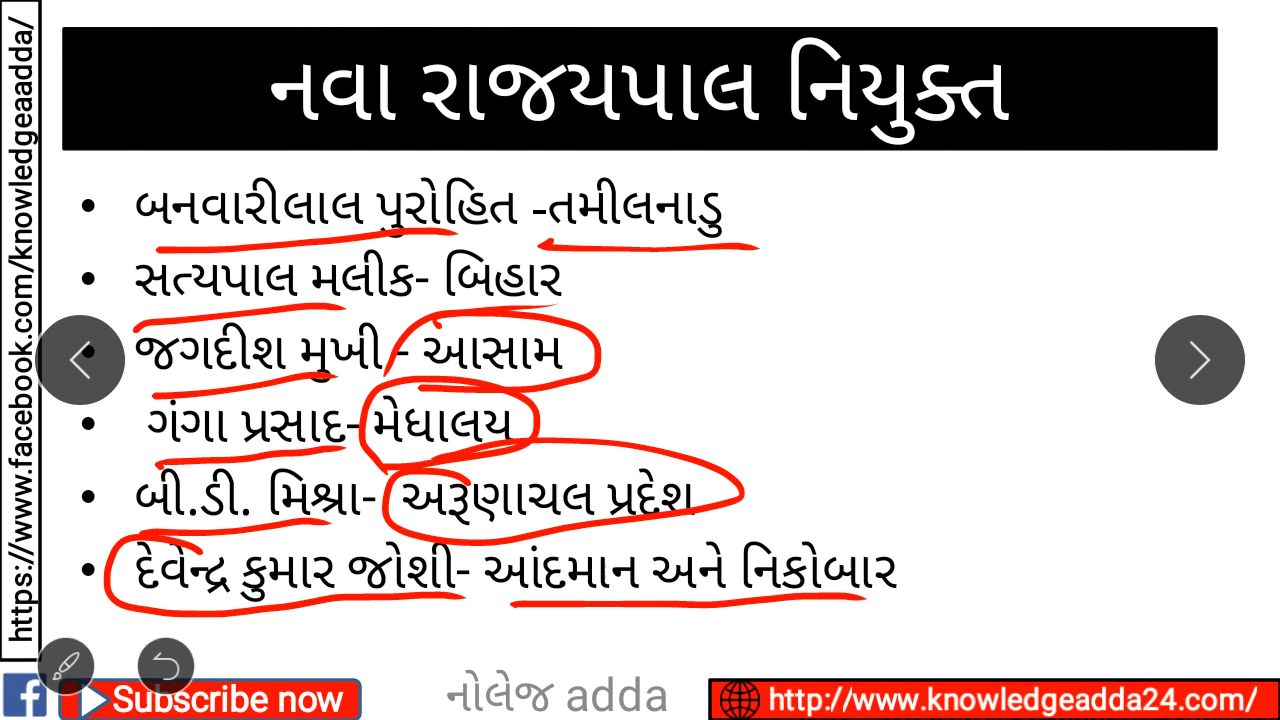 https://www.facebook.com/knowledgeadda/
નવા રાજયપાલ નિયુક્ત
• બનવારીલાલ પુરોહિત -તમીલનાડુ
• સત્યપાલ મલીક- બિહાર
• જગદીશ મુખી - આસામ
• ગંગા પ્રસાદ- મેધાલય
• બી.ડી. મિશ્રા- અરૂણાચલ પ્રદેશ
• દેવેન્દ્ર કુમાર જોશી- આંદમાન અને નિકોબાર
Subscribe now
નોલેજ adda
http://www.knowledgeadda24.com/